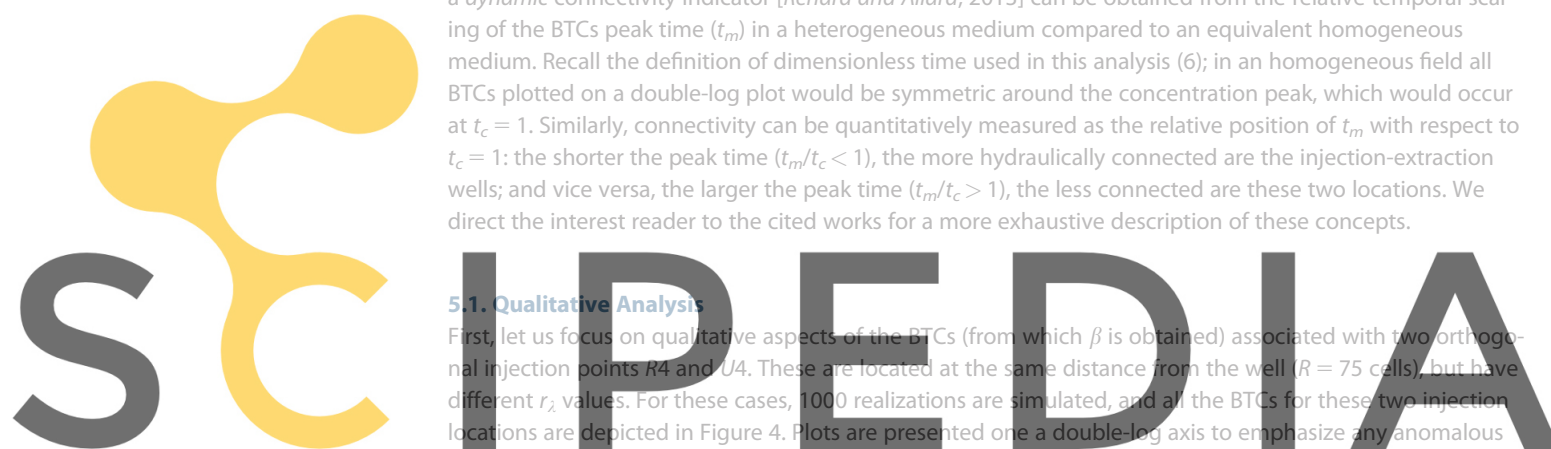 a dynamic connectivity indicator [Renard and Allard, 2013] can be obtained from the relative temporal scal-
ing of the BTCs peak time (tm) in a heterogeneous medium compared to an equivalent homogeneous
medium. Recall the definition of dimensionless time used in this analysis (6); in an homogeneous field all
BTCs plotted on a double-log plot would be symmetric around the concentration peak, which would occur
at tc = 1. Similarly, connectivity can be quantitatively measured as the relative position of tm with respect to
tc = 1: the shorter the peak time (tm/tc < 1), the more hydraulically connected are the injection-extraction
wells; and vice versa, the larger the peak time (tm/tc > 1), the less connected are these two locations. We
direct the interest reader to the cited works for a more exhaustive description of these concepts.
SCIPEDIA
5.1. Qualitative Analysis
First, let us focus on qualitative aspects of the BTCs (from which β is obtained) associated with two orthogo-
nal injection points R4 and U4. These are located at the same distance from the well (R = 75 cells), but have
different rλ values. For these cases, 1000 realizations are simulated, and all the BTCs for these two injection
locations are depicted in Figure 4. Plots are presented one a double-log axis to emphasize any anomalous